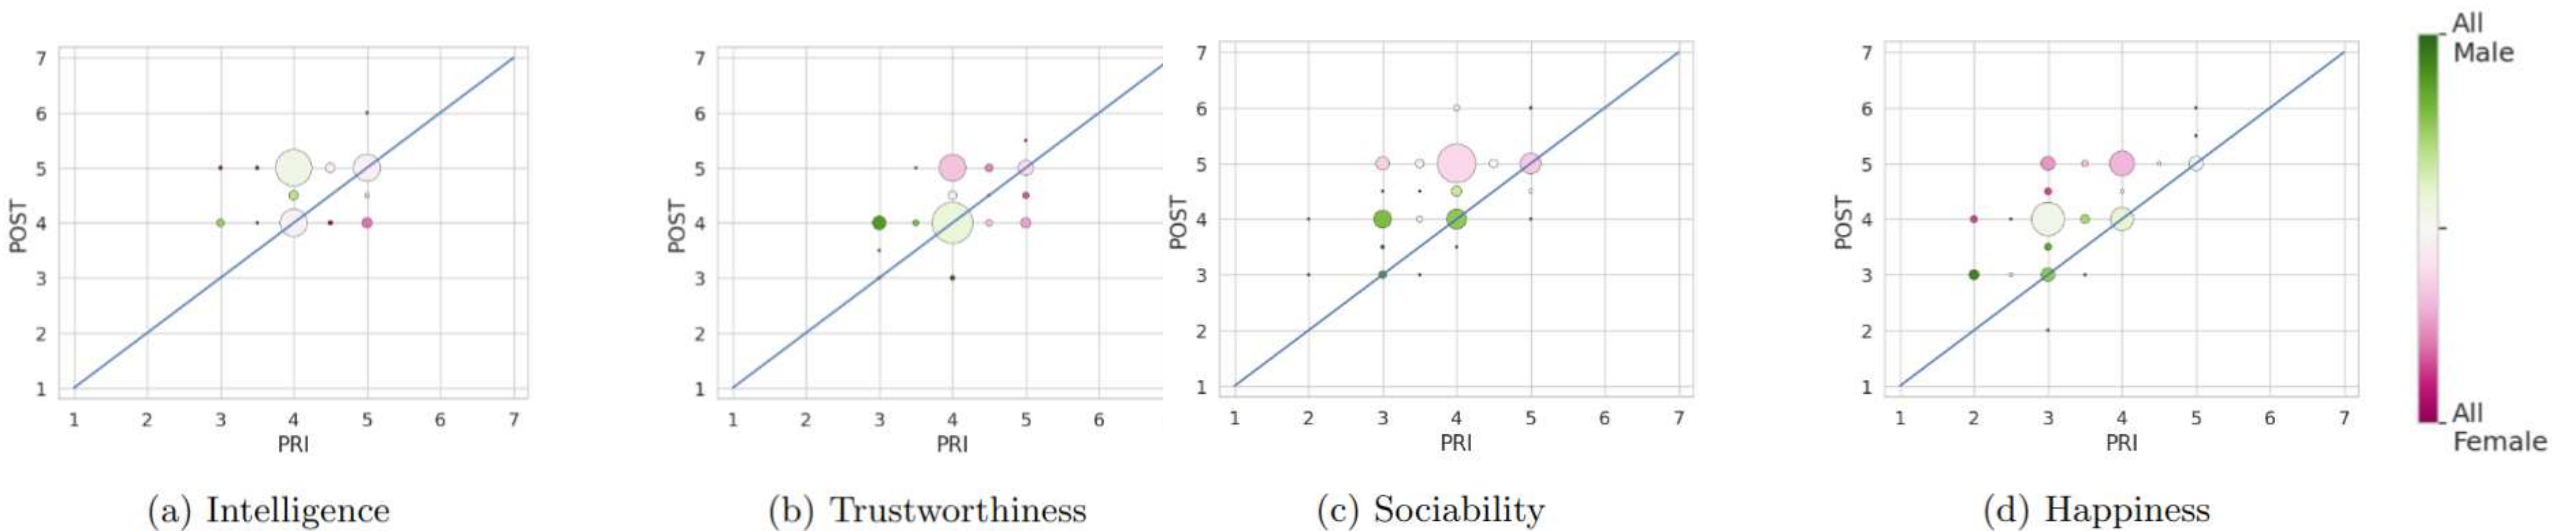 7
6
5
4
3
2
1
POST
1 2 3 4 5 6 7
PRI
(a) Intelligence
7
6
5
4
3
2
1
POST
1 2 3 4 5 6
PRI
(b) Trustworthiness
7
6
5
4
3
2
1
POST
1 2 3 4 5 6 7
PRI
(c) Sociability
7
6
5
4
3
2
1
POST
1 2 3 4 5 6 7
PRI
(d) Happiness
All
Male
All
Female